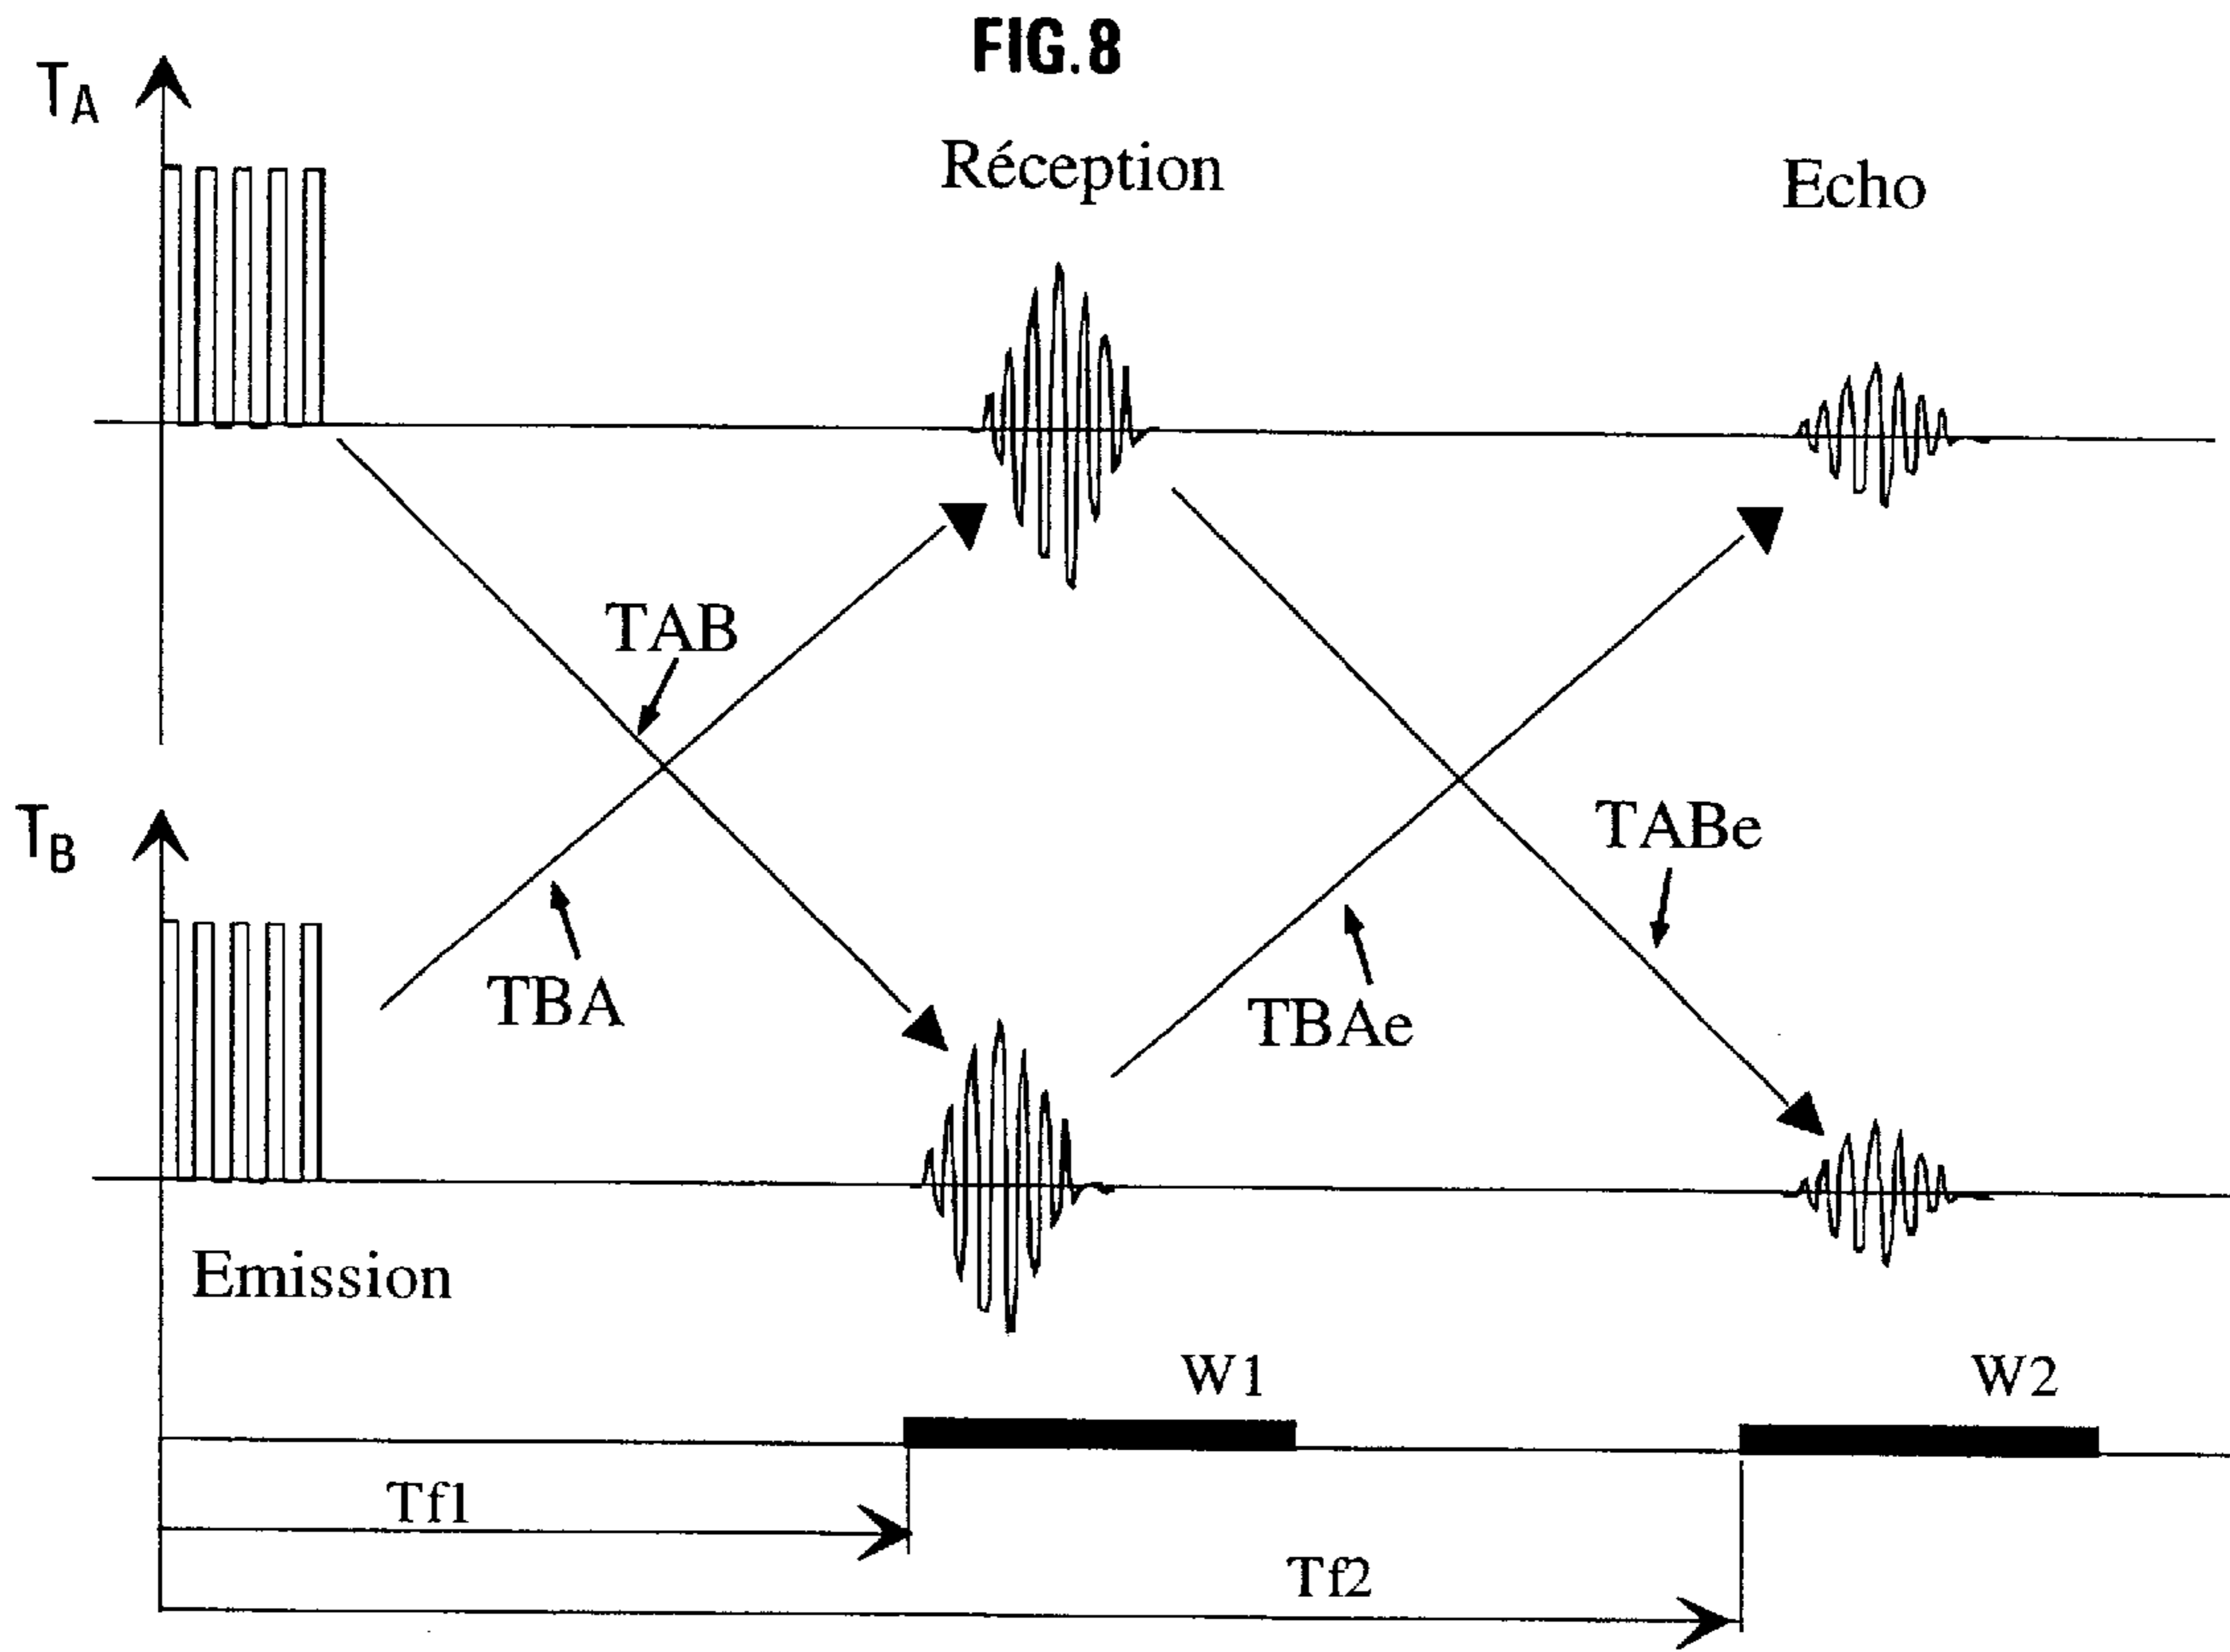 FIG.8
TA
Réception
Echo
TAB
TB
TABe
TBA
TBAe
Emission
W1
W2
Tf1
Tf2